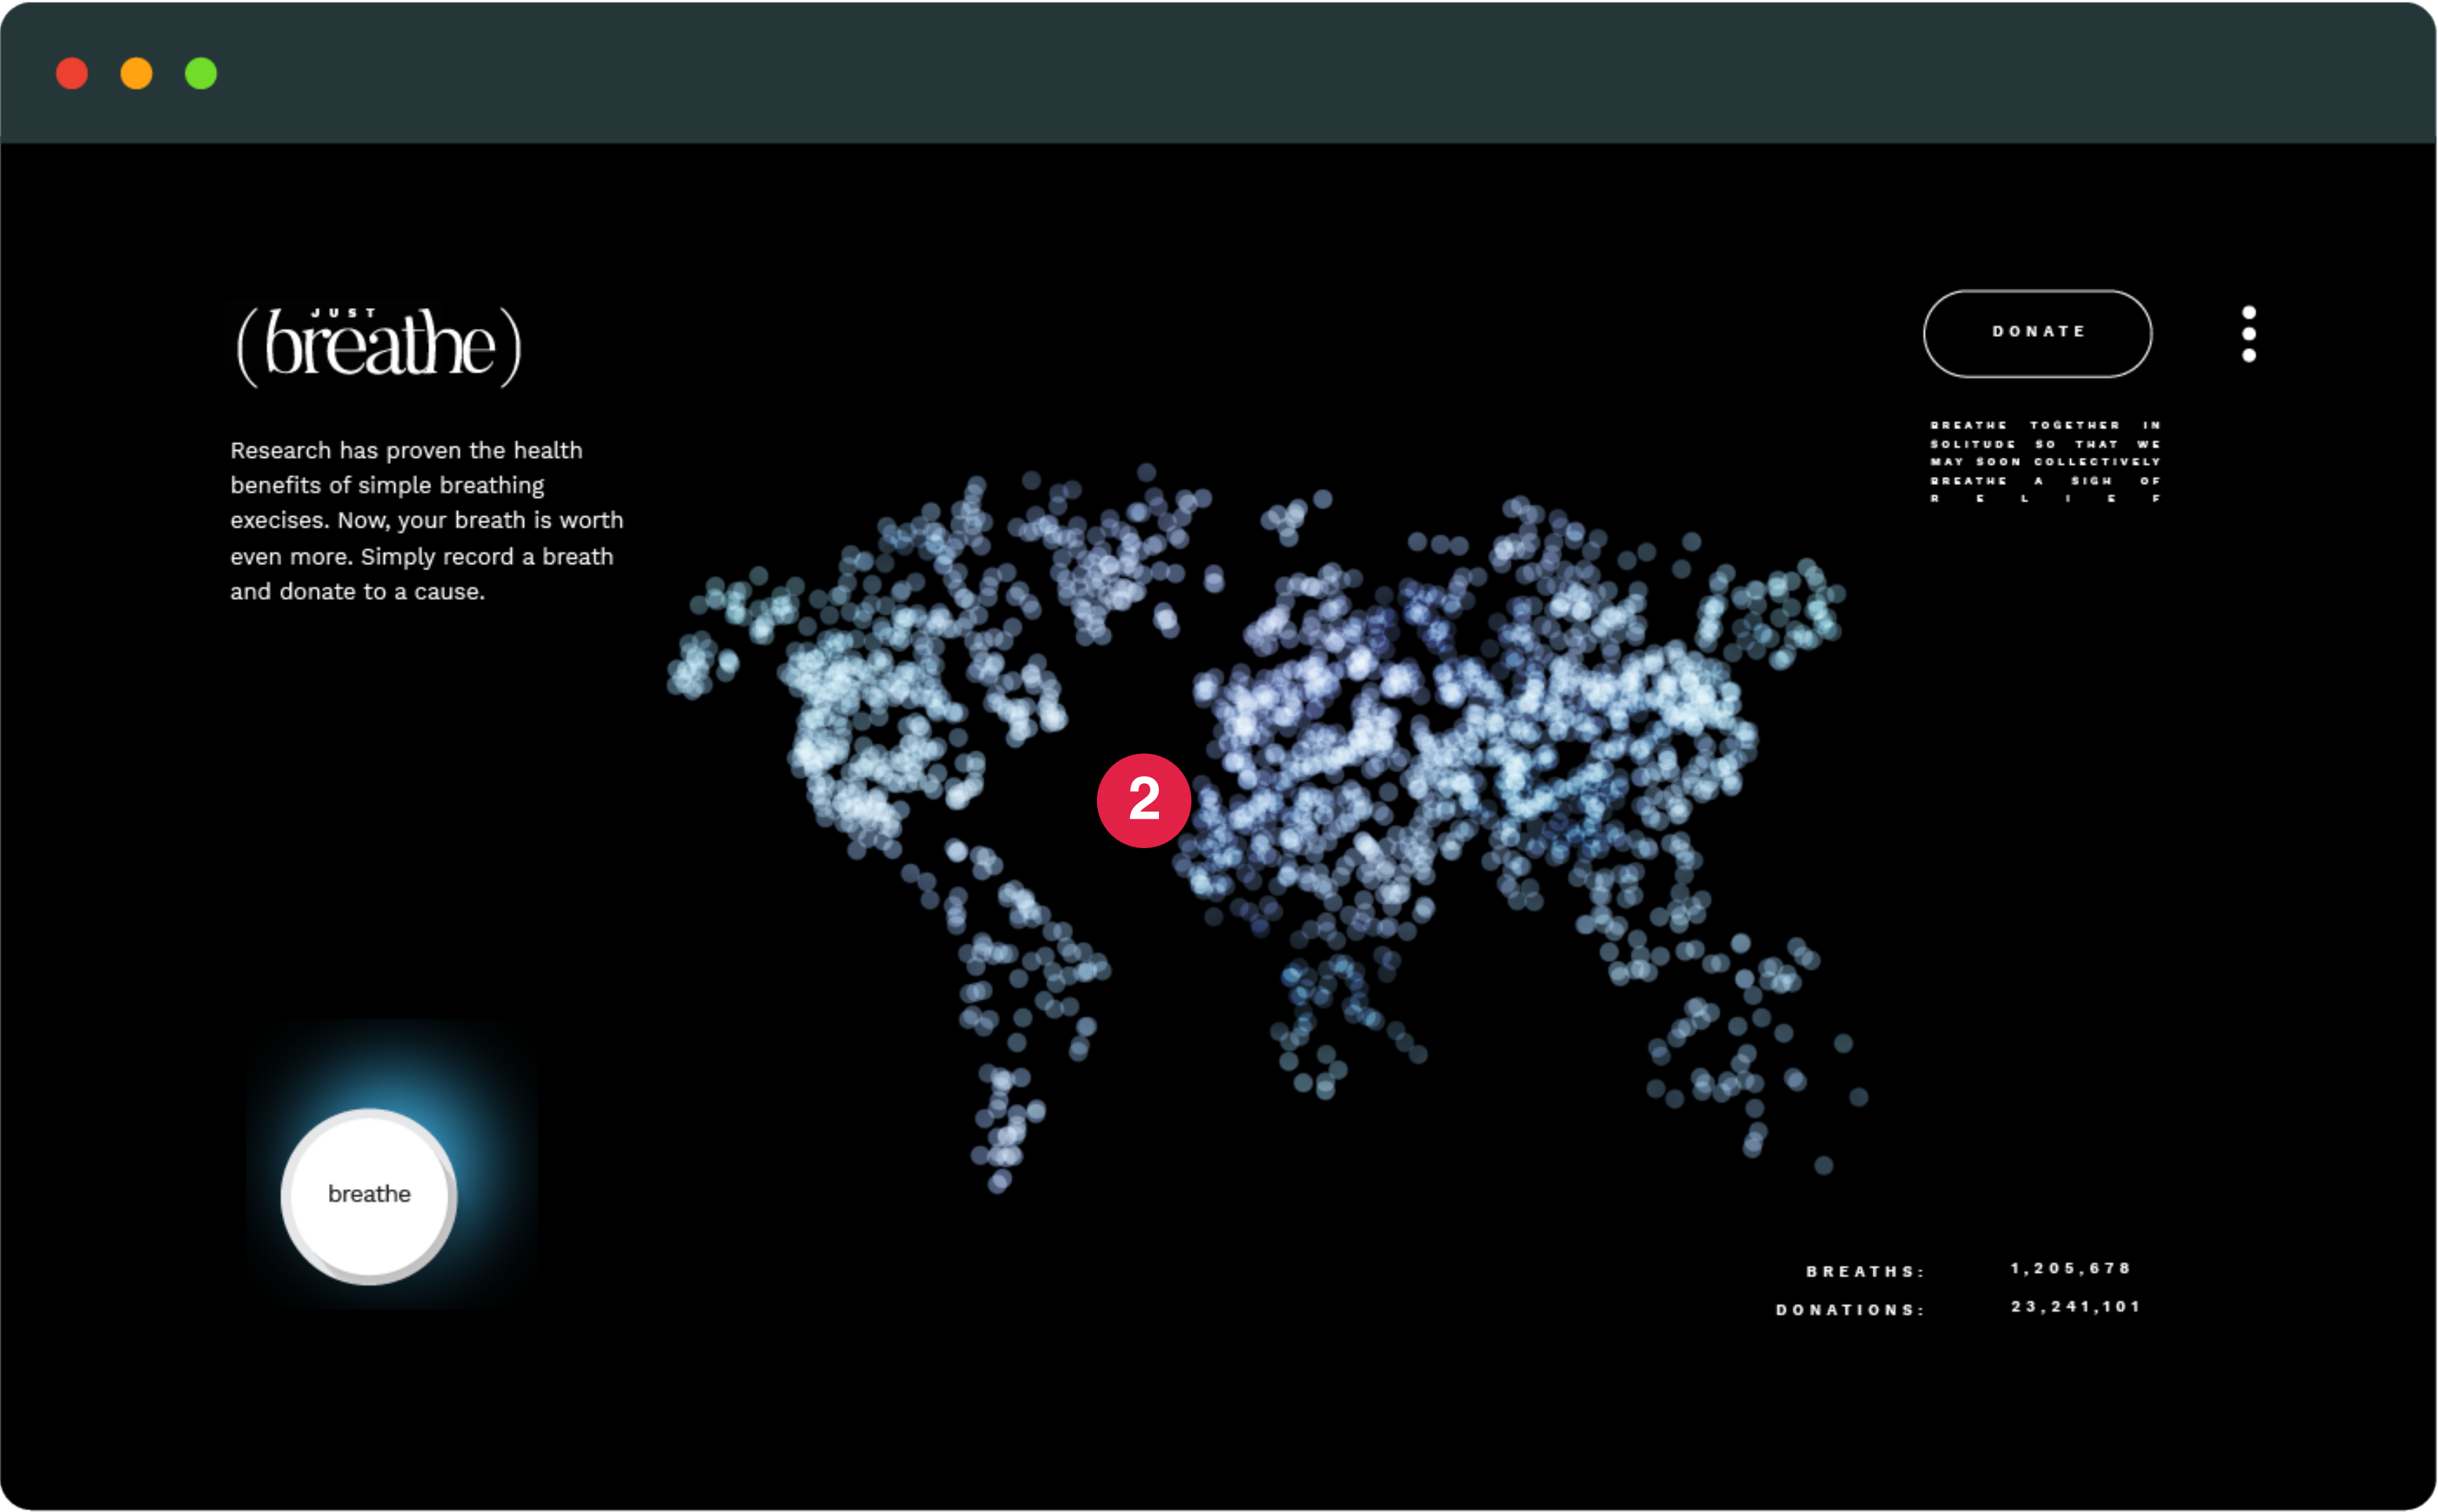 JUST
(breathe)
Research has proven the health
benefits of simple breathing
execises. Now, your breath is worth
even more. Simply record a breath
and donate to a cause.
DONATE
BREATHE TOGETHER IN
SOLITUDE SO THAT WE
MAY SOON COLLECTIVELY
BREATHE A SIGH OF
R E L I E F
2
breathe
BREATHS: 1,205,678
DONATIONS: 23,241,101